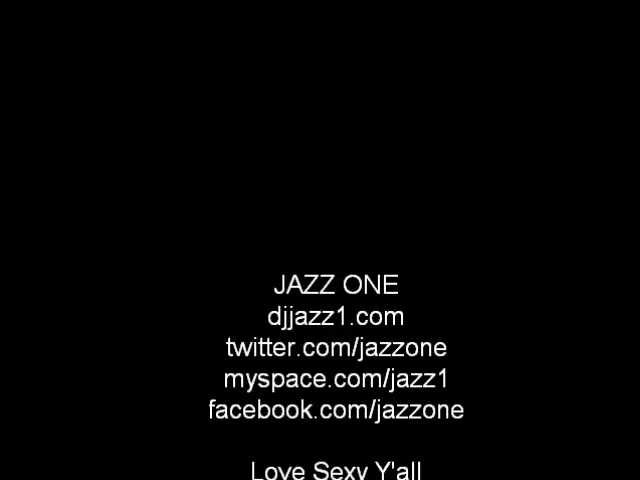 JAZZ ONE
djjazz1.com
twitter.com/jazzone
myspace.com/jazz1
facebook.com/jazzone
Love Sexy Y'all